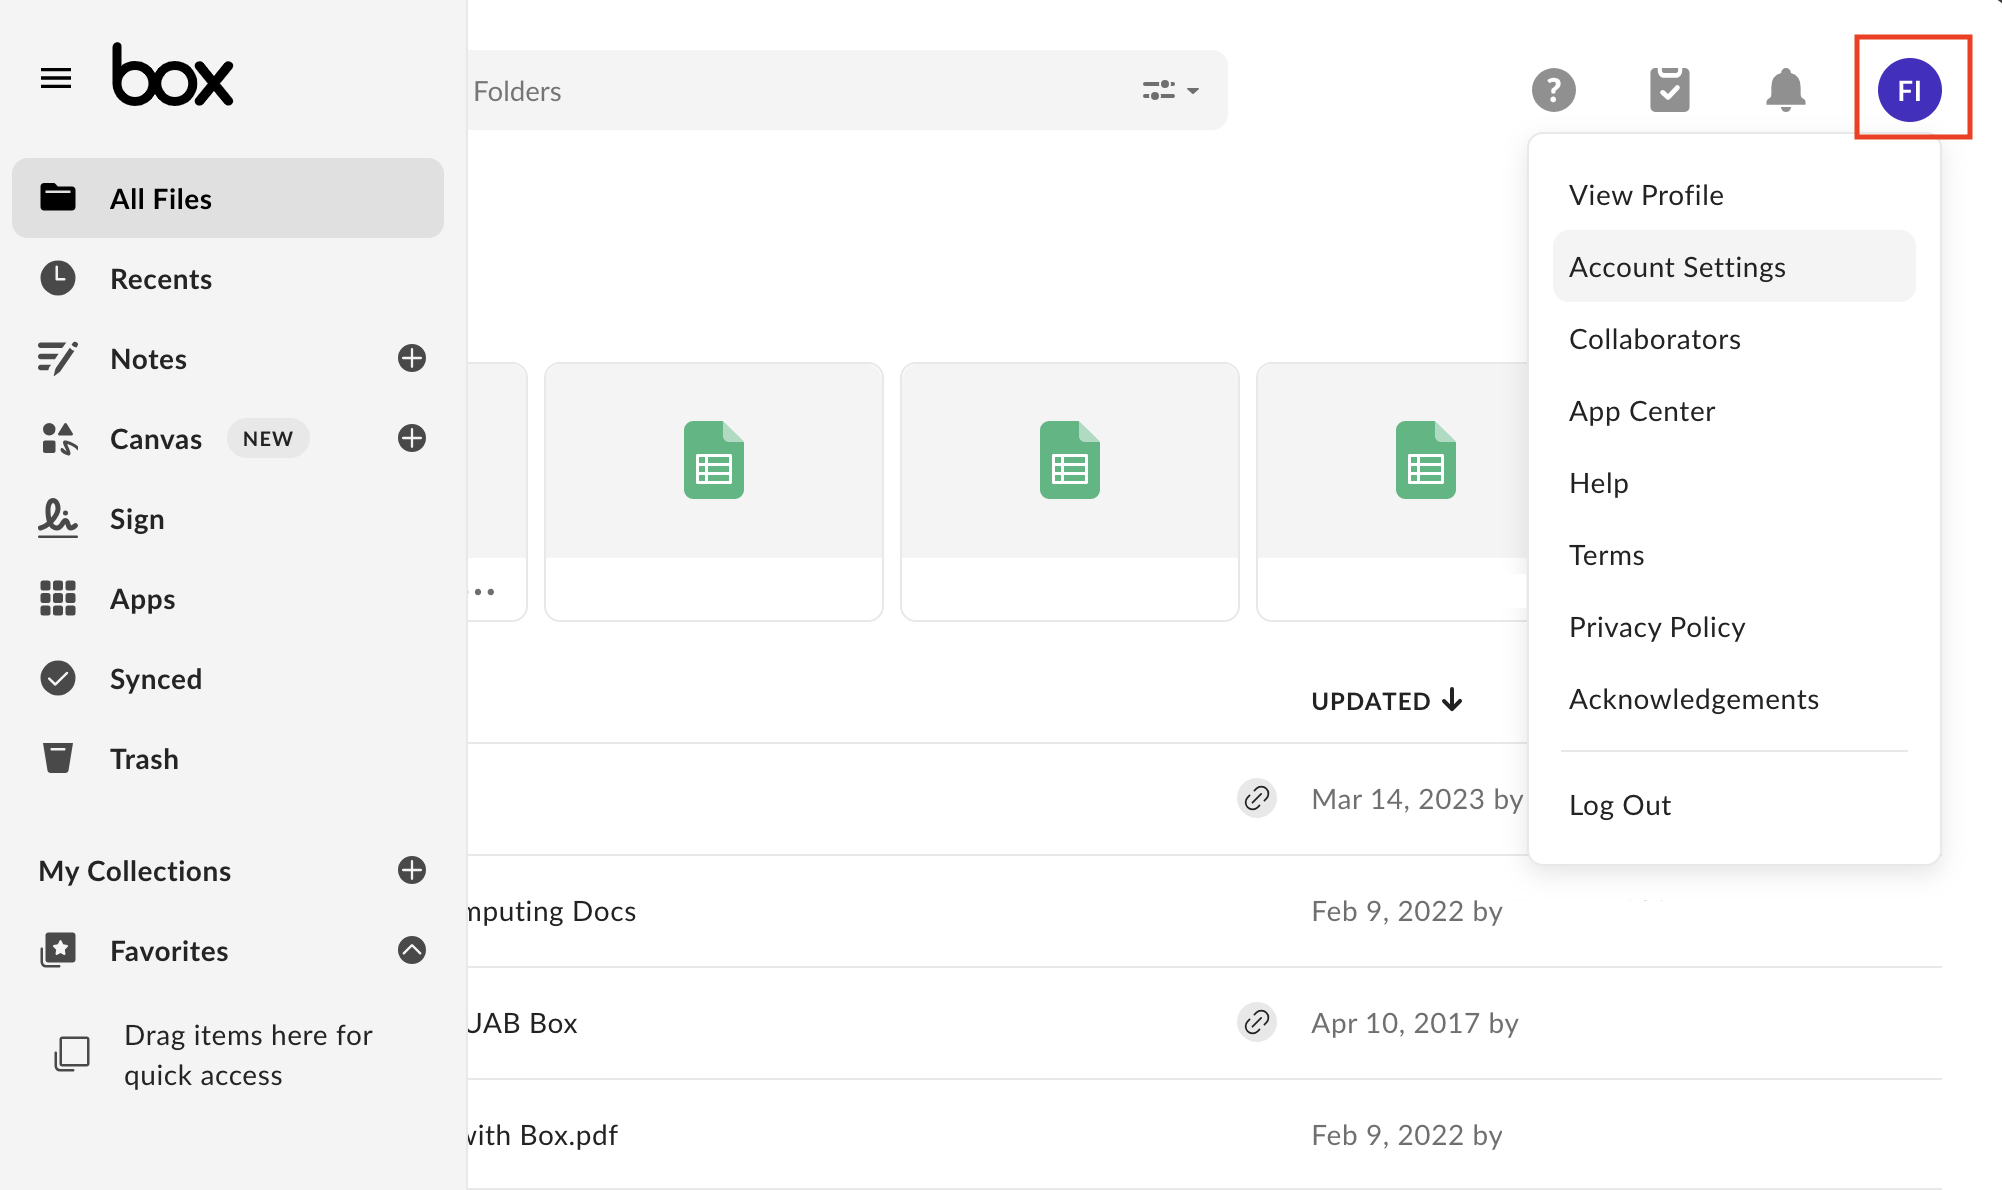 box
Folders
?
FI
All Files
Recents
Notes
Canvas NEW
Sign
Apps
Synced
Trash
My Collections
Favorites
Drag items here for
quick access
View Profile
Account Settings
Collaborators
App Center
Help
Terms
Privacy Policy
Acknowledgements
Log Out
UPDATED
Mar 14, 2023 by
Docs Feb 9, 2022 by
UAB Box Apr 10, 2017 by
with Box.pdf Feb 9, 2022 by